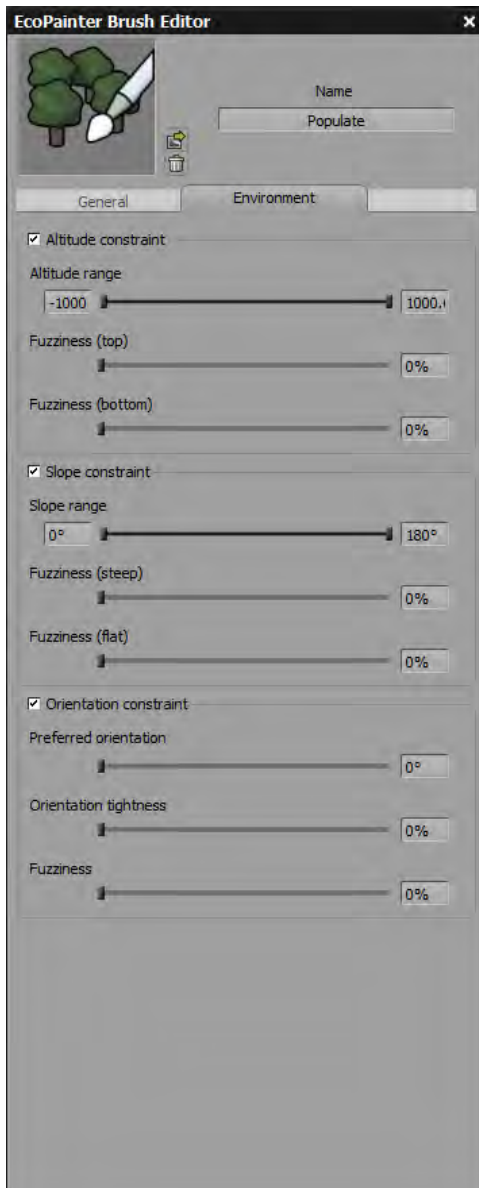 EcoPainter Brush Editor
Name
Populate
General Environment
Altitude constraint
Altitude range
-1000 1000.
Fuzziness (top)
0%
Fuzziness (bottom)
0%
Slope constraint
Slope range
0° 180°
Fuzziness (steep)
0%
Fuzziness (flat)
0%
Orientation constraint
Preferred orientation
0°
Orientation tightness
0%
Fuzziness
0%